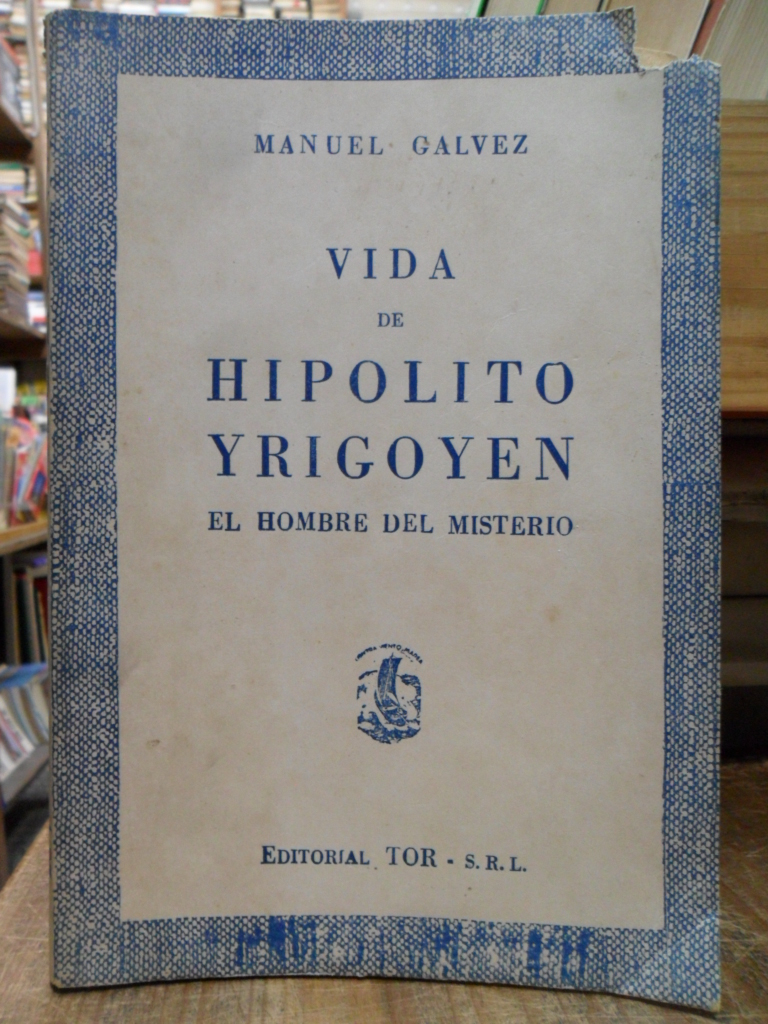 MANUEL GALVEZ
VIDA
DE
HIPOLITO
YRIGOYEN
EL HOMBRE DEL MISTERIO
EDITORIAL TOR - S. R. L.